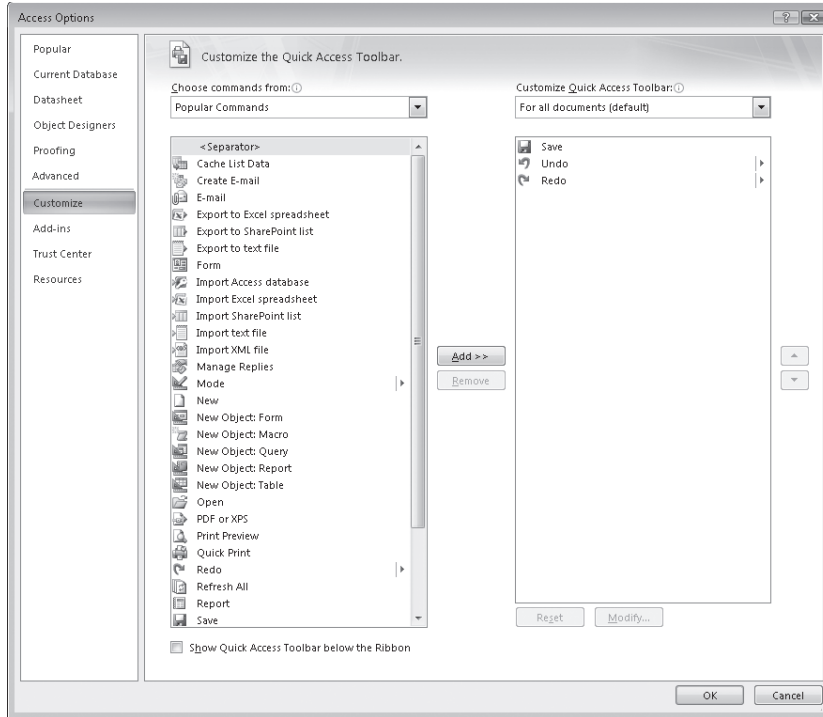 Access Options
Popular
Current Database
Datasheet
Object Designers
Proofing
Advanced
Customize
Add-ins
Trust Center
Resources
Customize the Quick Access Toolbar.
Choose commands from:
Popular Commands
<Separator>
Cache List Data
Create E-mail
E-mail
Export to Excel spreadsheet
Export to SharePoint list
Export to text file
Form
Import Access database
Import Excel spreadsheet
Import SharePoint list
Import text file
Import XML file
Manage Replies
Mode
New
New Object: Form
New Object: Macro
New Object: Query
New Object: Report
New Object: Table
Open
PDF or XPS
Print Preview
Quick Print
Redo
Refresh All
Report
Save
Show Quick Access Toolbar below the Ribbon
Add >>
Remove
Customize Quick Access Toolbar:
For all documents (default)
Save
Undo
Redo
Reset
Modify...
OK
Cancel